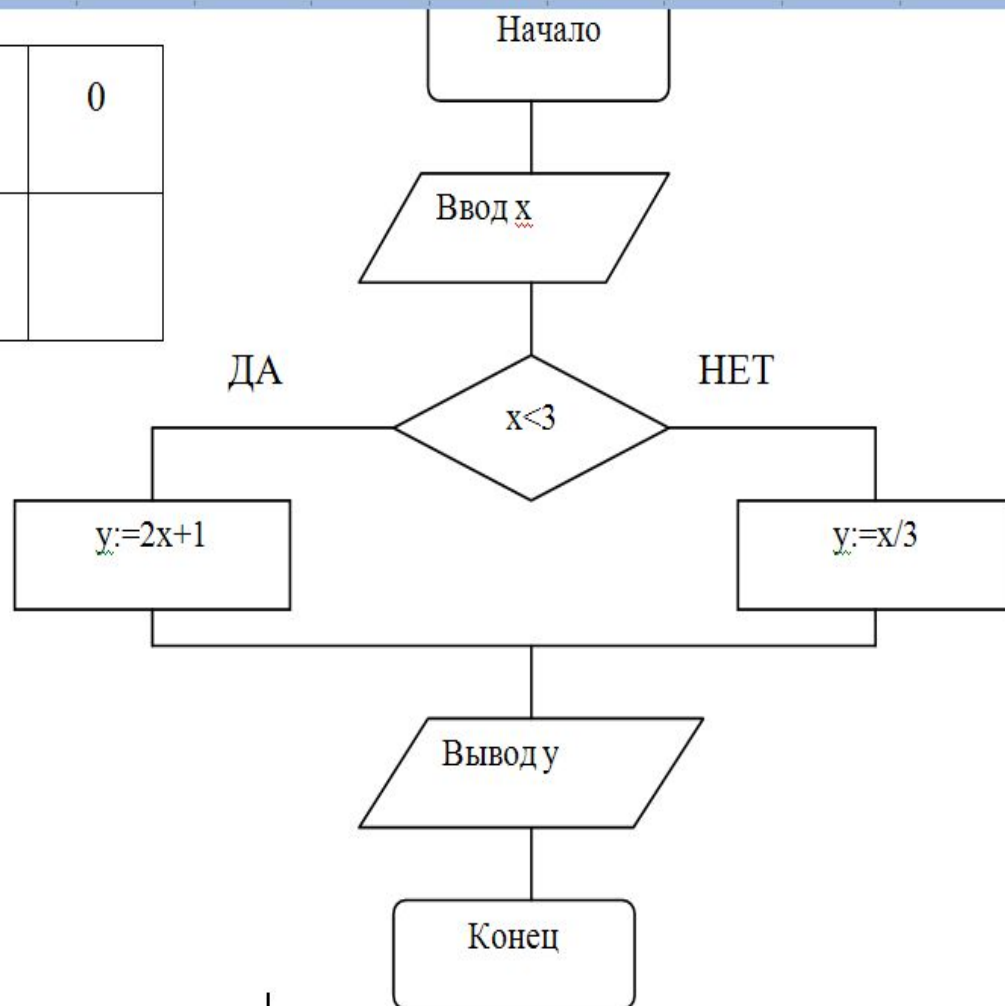 Начало
0
Ввод x
ДА
НЕТ
x<3
y:=2x+1
y:=x/3
Вывод y
Конец